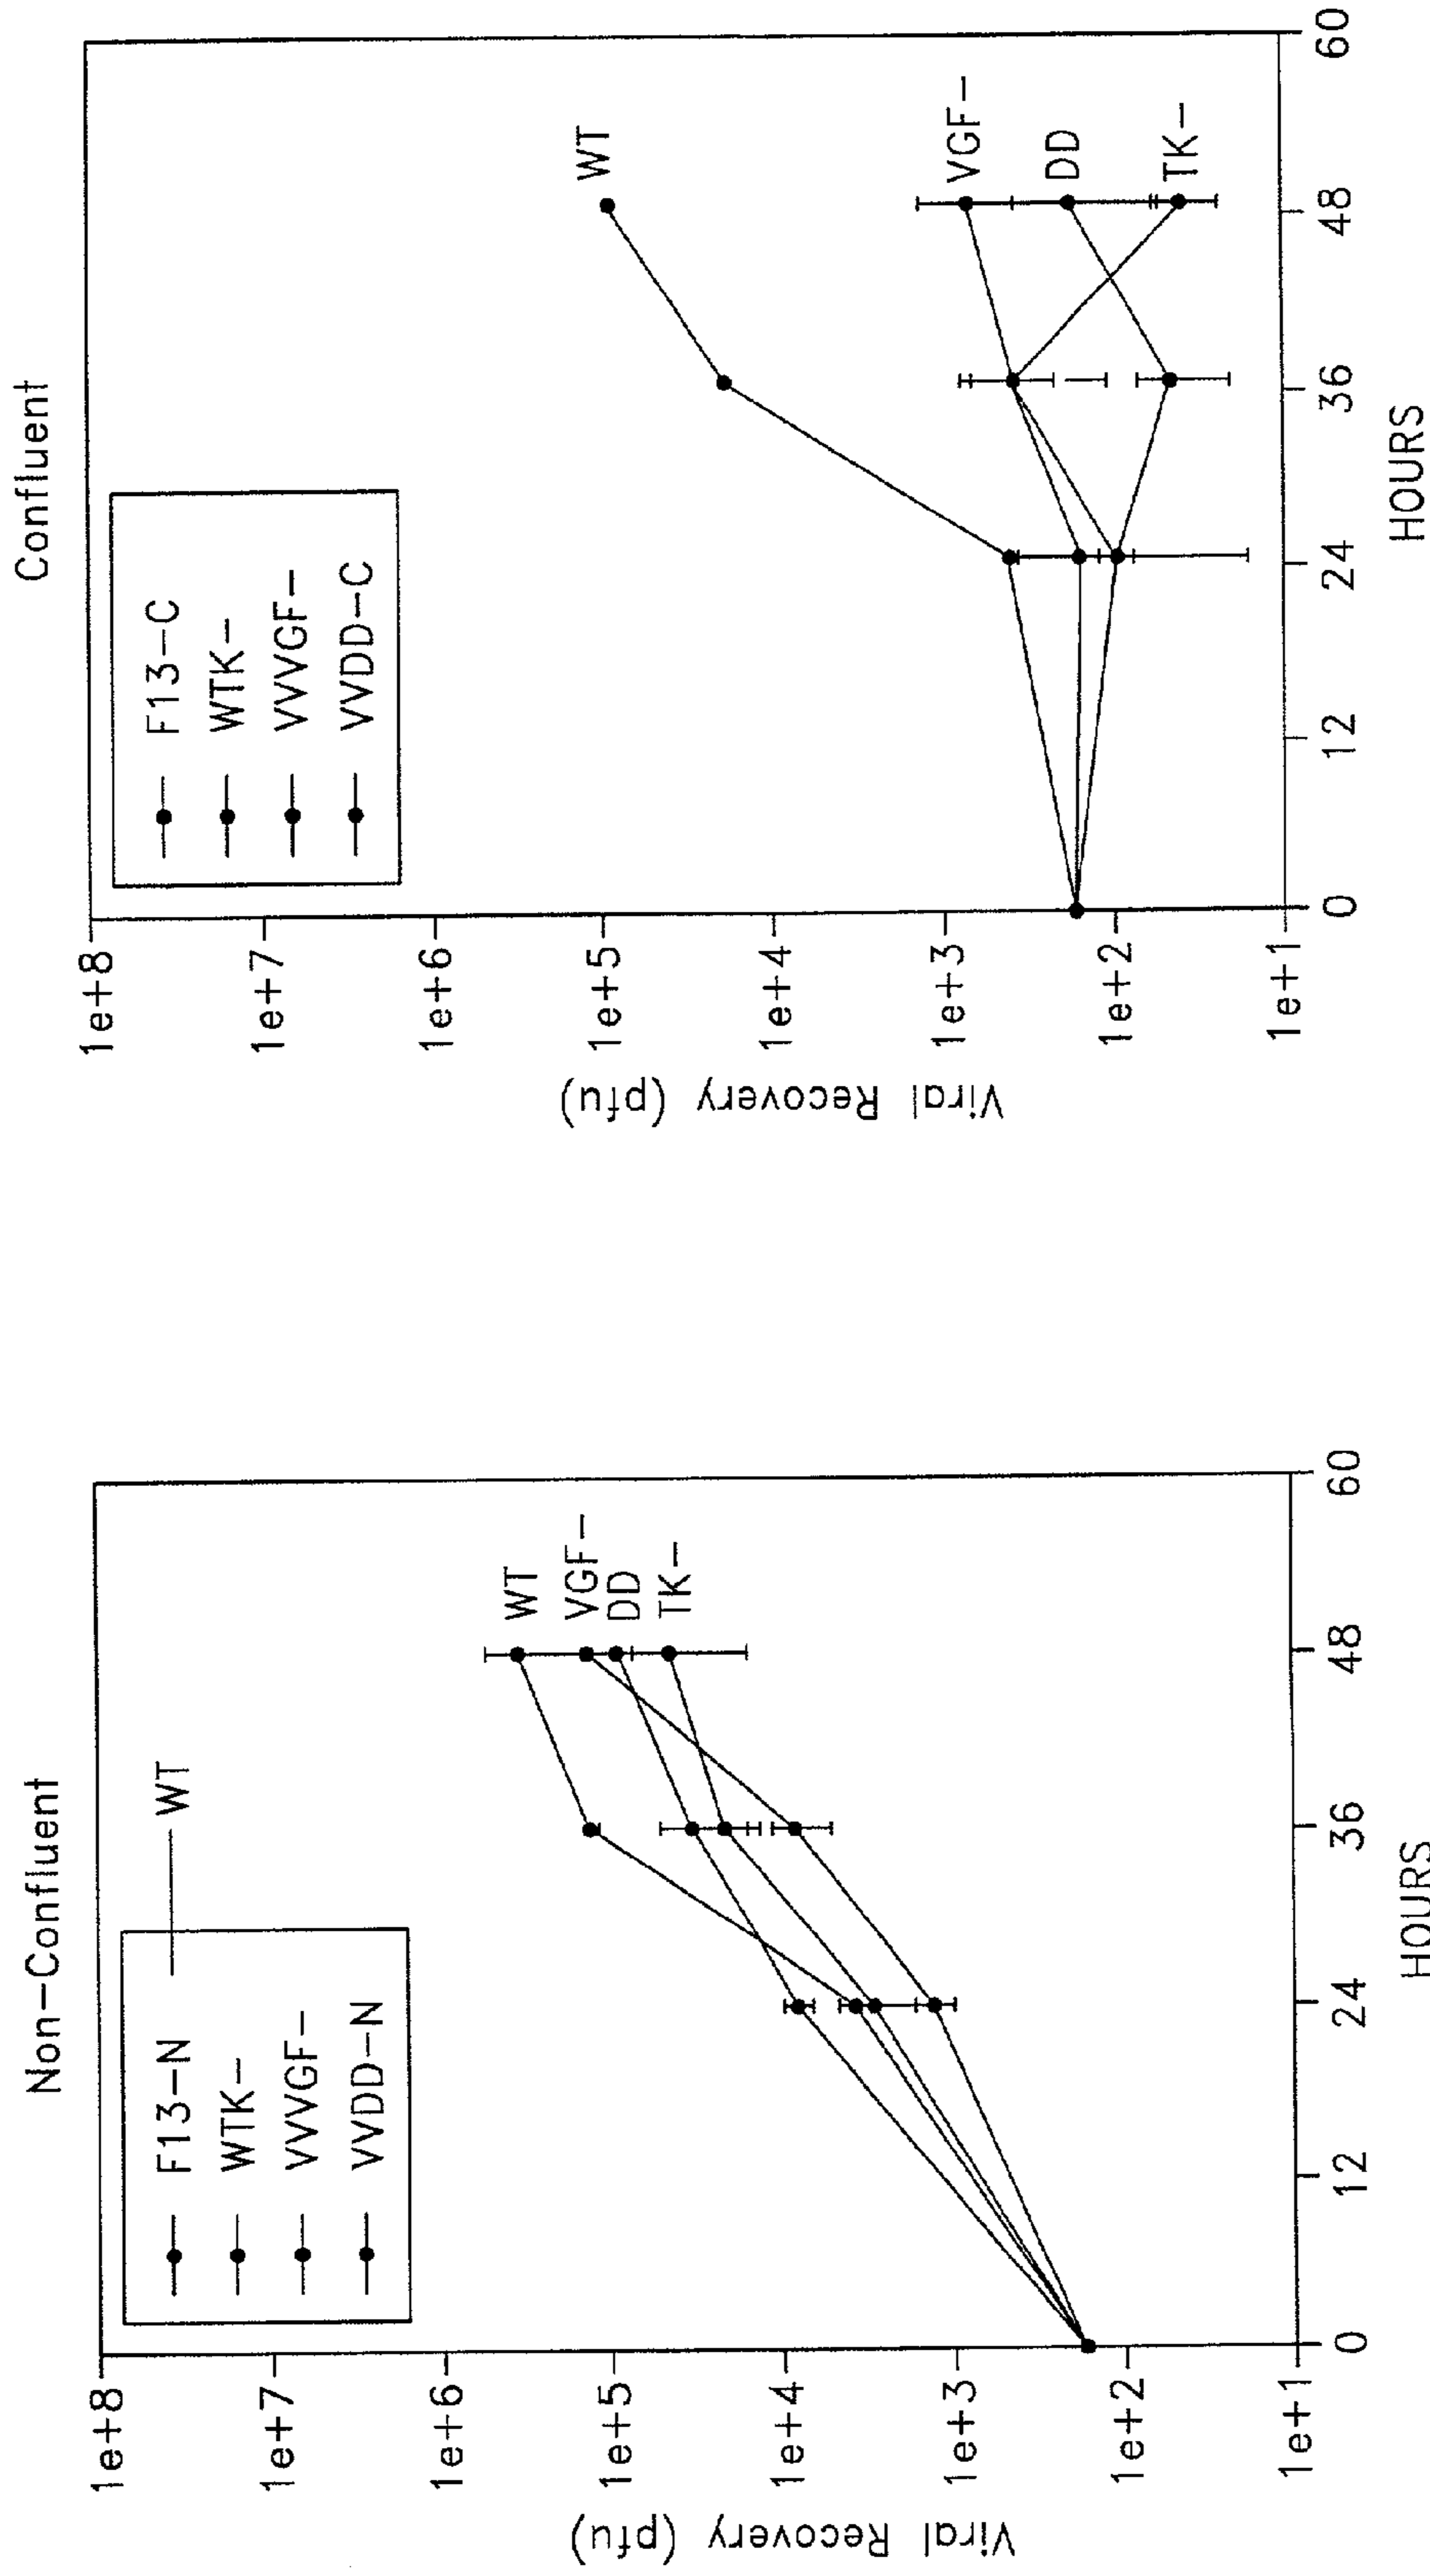 Non-Confluent
F13-N
WT
WTK-
VVVGF-
VVDD-N
1e+8
1e+7
1e+6
1e+5
1e+4
1e+3
1e+2
1e+1
Viral Recovery (pfu)
WT
VGF-
DD
TK-
0 12 24 36 48 60
HOURS
Confluent
F13-C
WTK-
VVVGF-
VVDD-C
1e+8
1e+7
1e+6
1e+5
1e+4
1e+3
1e+2
1e+1
Viral Recovery (pfu)
WT
VGF-
DD
TK-
0 12 24 36 48 60
HOURS